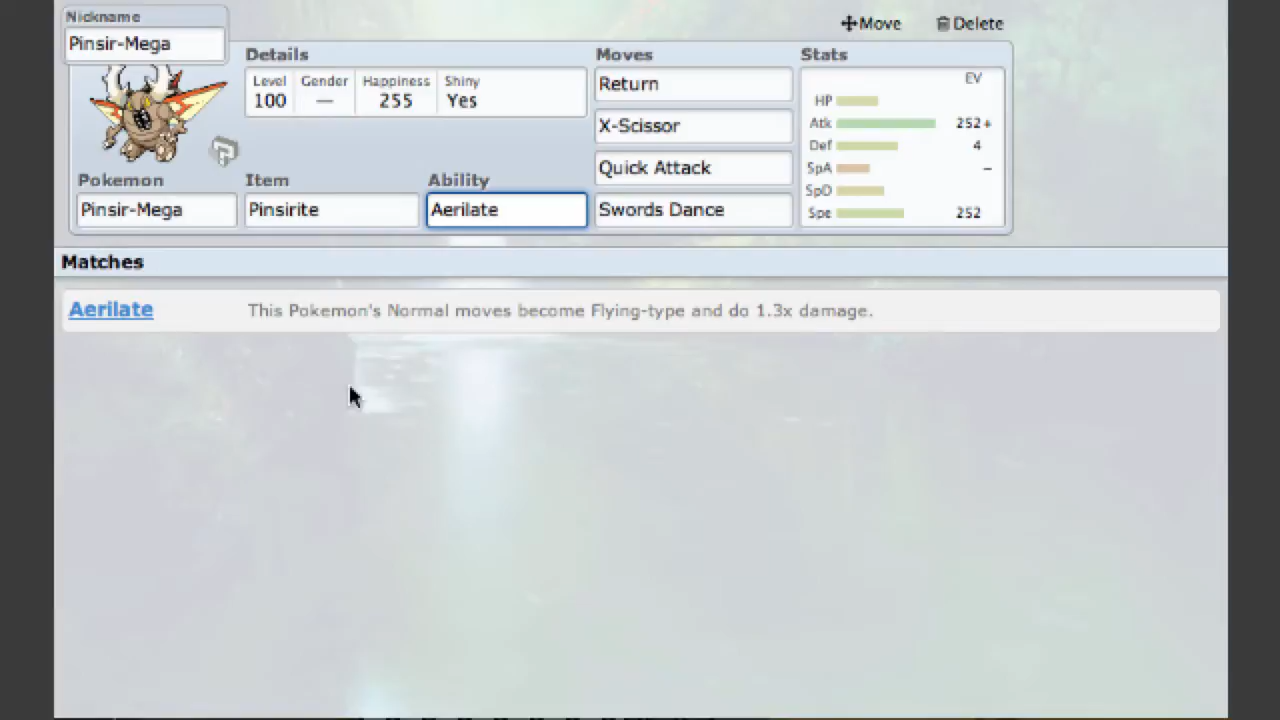 Nickname
Pinsir-Mega
Move Delete
Details
Moves
Stats
Level Gender Happiness Shiny
100 — 255 Yes
Return
X-Scissor
Quick Attack
Swords Dance
EV
HP
Atk 252+
Def 4
SpA –
SpD
Spe 252
Pokemon
Pinsir-Mega
Item
Pinsirite
Ability
Aerilate
Matches
Aerilate This Pokemon's Normal moves become Flying-type and do 1.3x damage.